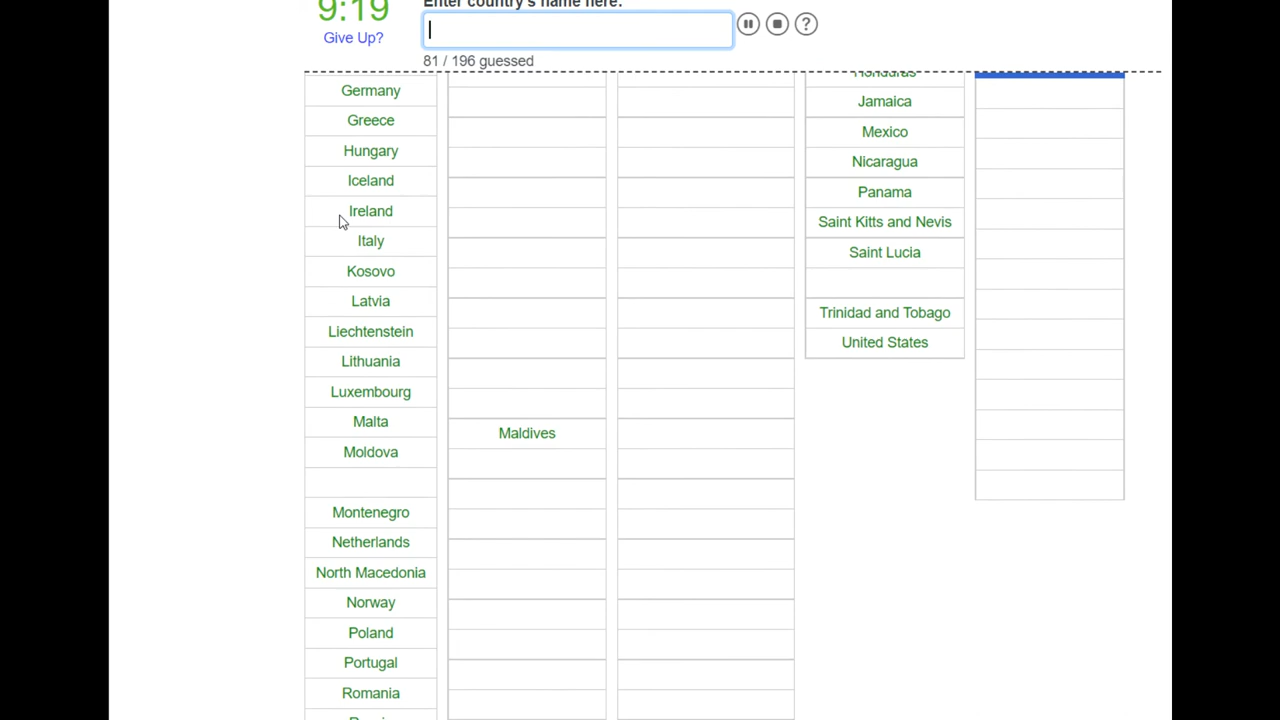 9:19
Enter country's name here:
Give Up?
81 / 196 guessed
Germany
Greece
Hungary
Iceland
Ireland
Italy
Kosovo
Latvia
Liechtenstein
Lithuania
Luxembourg
Malta
Moldova
Montenegro
Netherlands
North Macedonia
Norway
Poland
Portugal
Romania
Maldives
Honduras
Jamaica
Mexico
Nicaragua
Panama
Saint Kitts and Nevis
Saint Lucia
Trinidad and Tobago
United States